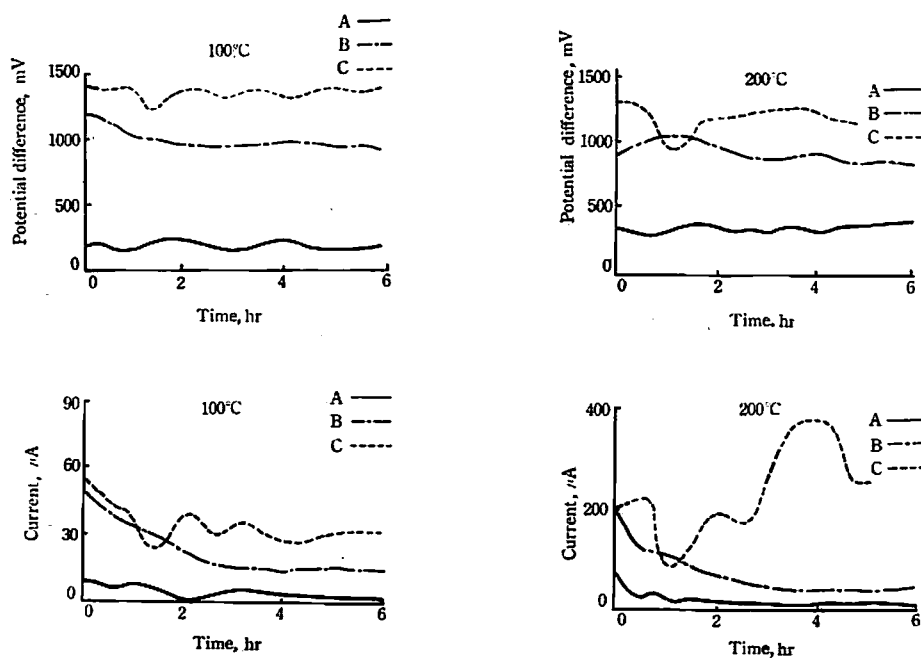 100°C
A
B
C
Potential difference, mV
1500
1000
500
0
0 2 4 6
Time, hr
200°C
A
B
C
Potential difference, mV
1500
1000
500
0
0 2 4 6
Time. hr
100°C
A
B
C
Current, μA
90
60
30
0
0 2 4 6
Time, hr
200°C
A
B
C
Current, μA
400
200
0
0 2 4 6
Time, hr